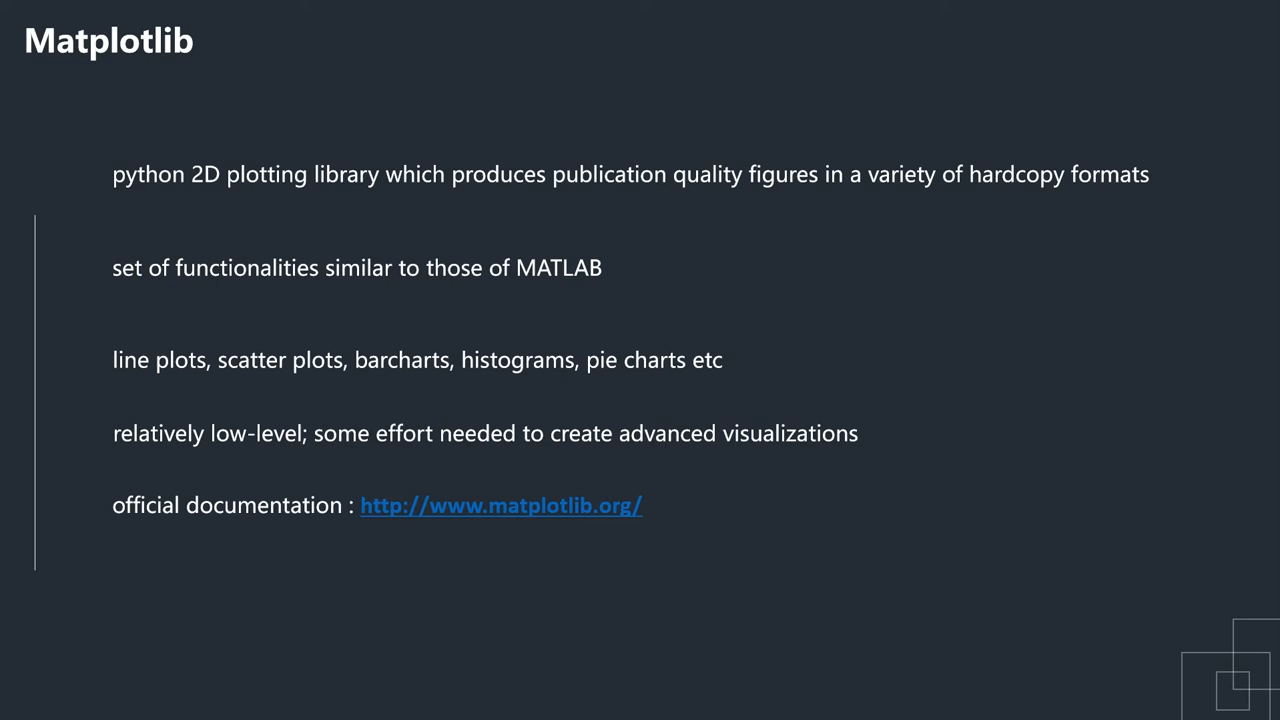 Matplotlib
python 2D plotting library which produces publication quality figures in a variety of hardcopy formats
set of functionalities similar to those of MATLAB
line plots, scatter plots, barcharts, histograms, pie charts etc
relatively low-level; some effort needed to create advanced visualizations
official documentation : http://www.matplotlib.org/